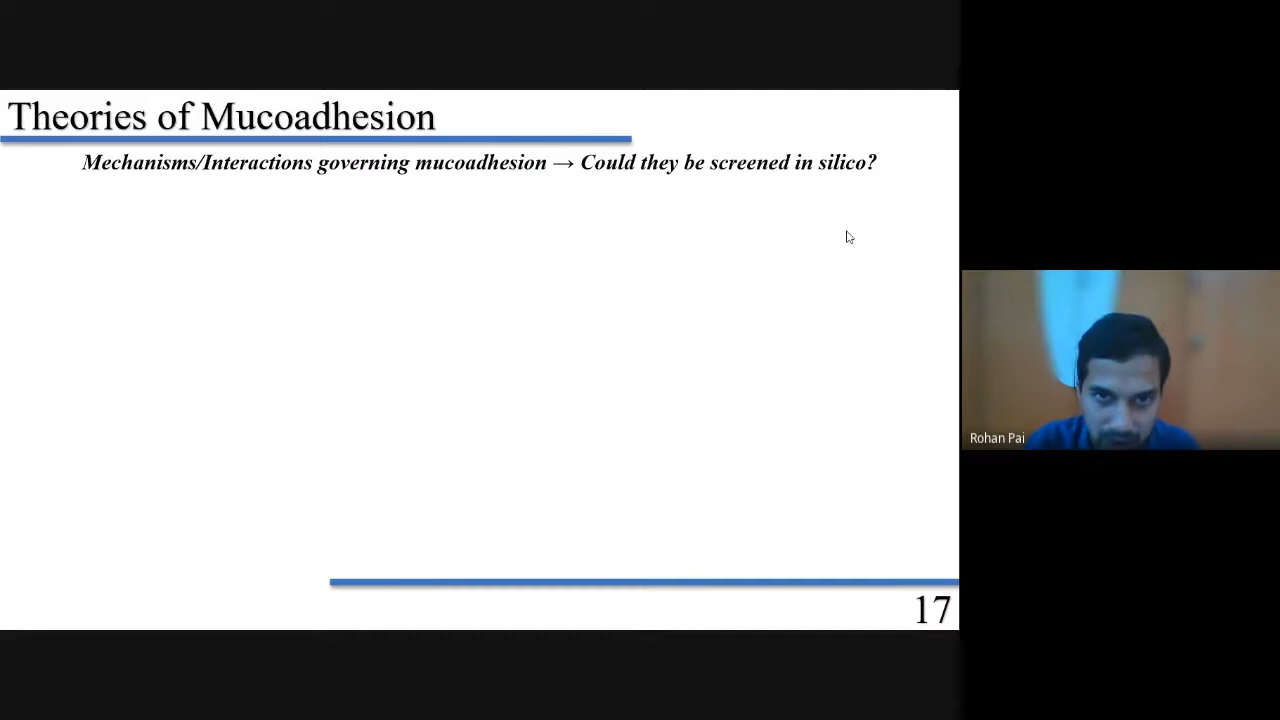 Theories of Mucoadhesion
Mechanisms/Interactions governing mucoadhesion → Could they be screened in silico?
Rohan Pai
17